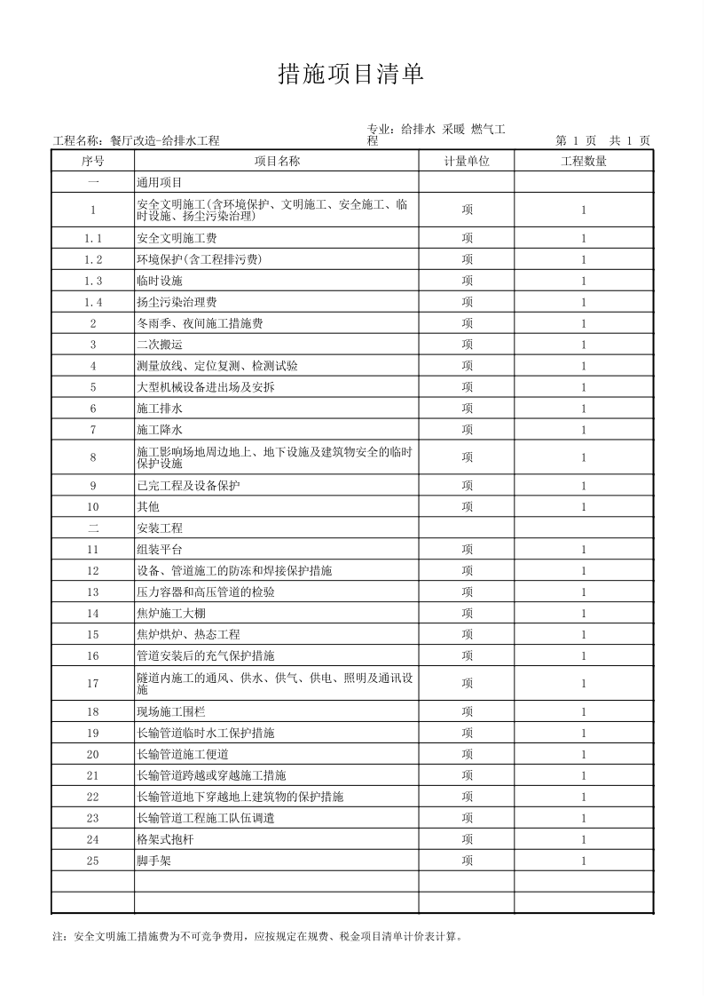 措施项目清单
专业: 给排水 采暖 燃气工
工程名称: 餐厅改造-给排水工程 程 第 1 页 共 1 页
序号 项目名称 计量单位 工程数量
一 通用项目
1 安全文明施工(含环境保护、文明施工、安全施工、临 项 1
时设施、扬尘污染治理)
1.1 安全文明施工费 项 1
1.2 环境保护(含工程排污费) 项 1
1.3 临时设施 项 1
1.4 扬尘污染治理费 项 1
2 冬雨季、夜间施工措施费 项 1
3 二次搬运 项 1
4 测量放线、定位复测、检测试验 项 1
5 大型机械设备进出场及安拆 项 1
6 施工排水 项 1
7 施工降水 项 1
8 施工影响场地周边地上、地下设施及建筑物安全的临时 项 1
保护设施
9 已完工程及设备保护 项 1
10 其他 项 1
二 安装工程
11 组装平台 项 1
12 设备、管道施工的防冻和焊接保护措施 项 1
13 压力容器和高压管道的检验 项 1
14 焦炉施工大棚 项 1
15 焦炉烘炉、热态工程 项 1
16 管道安装后的充气保护措施 项 1
17 隧道内施工的通风、供水、供气、供电、照明及通讯设 项 1
施
18 现场施工围栏 项 1
19 长输管道临时水工保护措施 项 1
20 长输管道施工便道 项 1
21 长输管道跨越或穿越施工措施 项 1
22 长输管道地下穿越地上建筑物的保护措施 项 1
23 长输管道工程施工队伍调遣 项 1
24 格架式抱杆 项 1
25 脚手架 项 1
注: 安全文明施工措施费为不可竞争费用, 应按规定在规费、税金项目清单计价表计算。